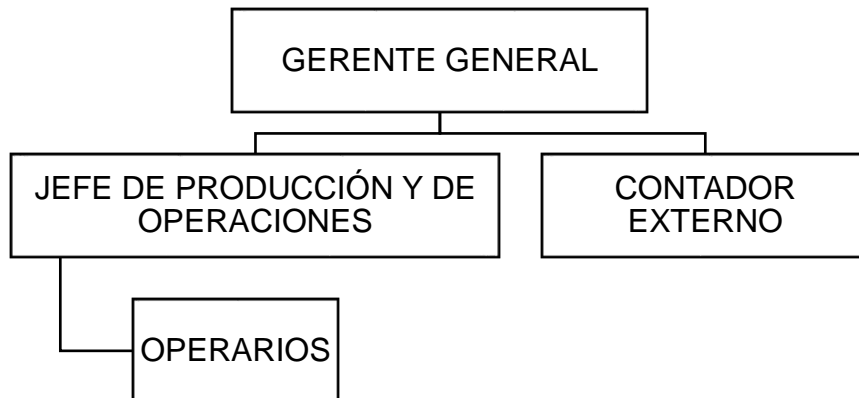 GERENTE GENERAL
JEFE DE PRODUCCIÓN Y DE
OPERACIONES
CONTADOR
EXTERNO
OPERARIOS